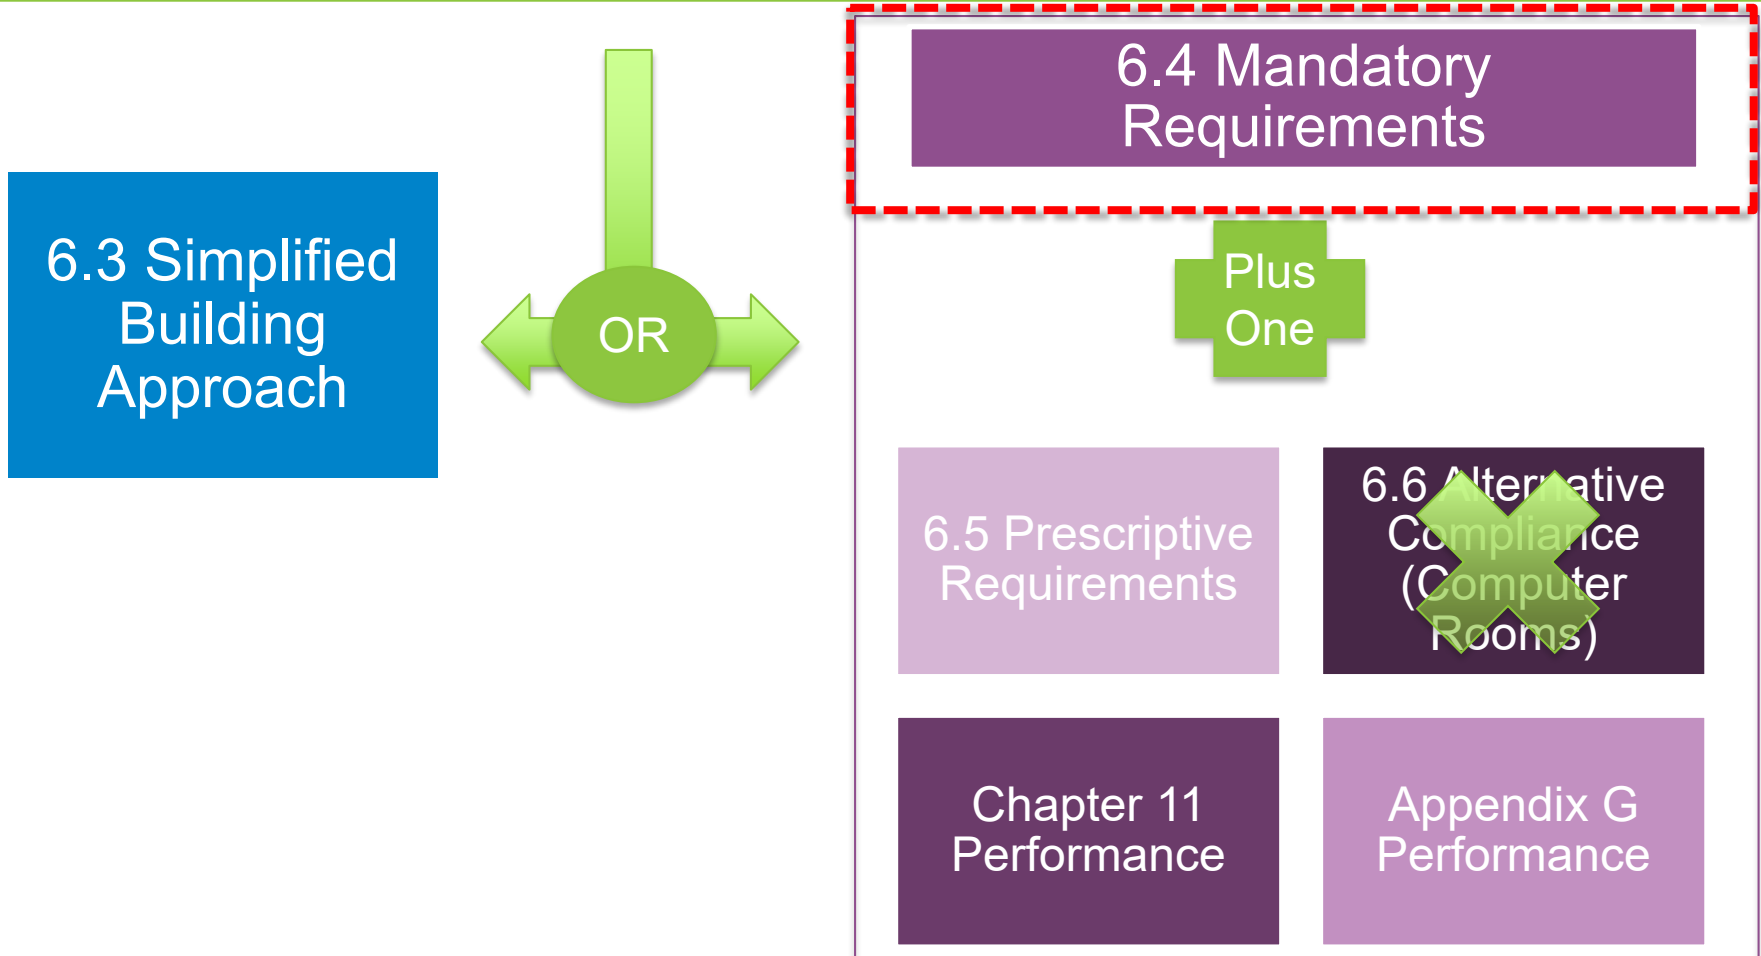 6.4 Mandatory
Requirements
6.3 Simplified
Building
Approach
OR
Plus
One
6.5 Prescriptive
Requirements
6.6 Alternative
Compliance
(Computer
Rooms)
Chapter 11
Performance
Appendix G
Performance